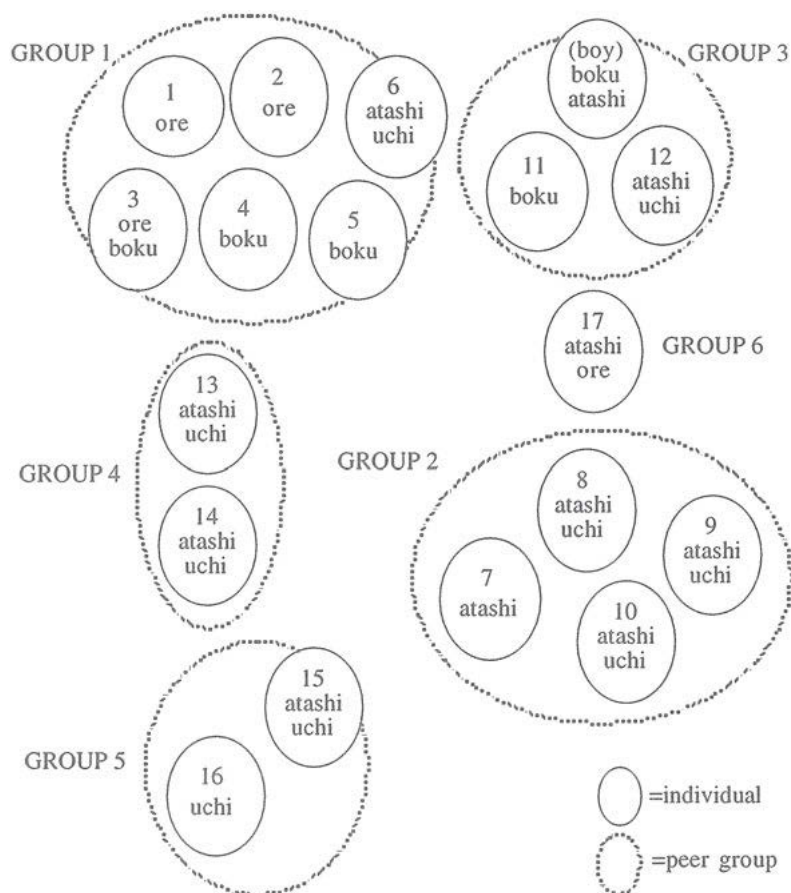 GROUP 1
1
ore
2
ore
6
atashi
uchi
3
ore
boku
4
boku
5
boku
GROUP 3
(boy)
boku
atashi
11
boku
12
atashi
uchi
17
atashi
ore
GROUP 6
GROUP 4
13
atashi
uchi
14
atashi
uchi
GROUP 2
8
atashi
uchi
9
atashi
uchi
7
atashi
10
atashi
uchi
GROUP 5
15
atashi
uchi
16
uchi
=individual
=peer group